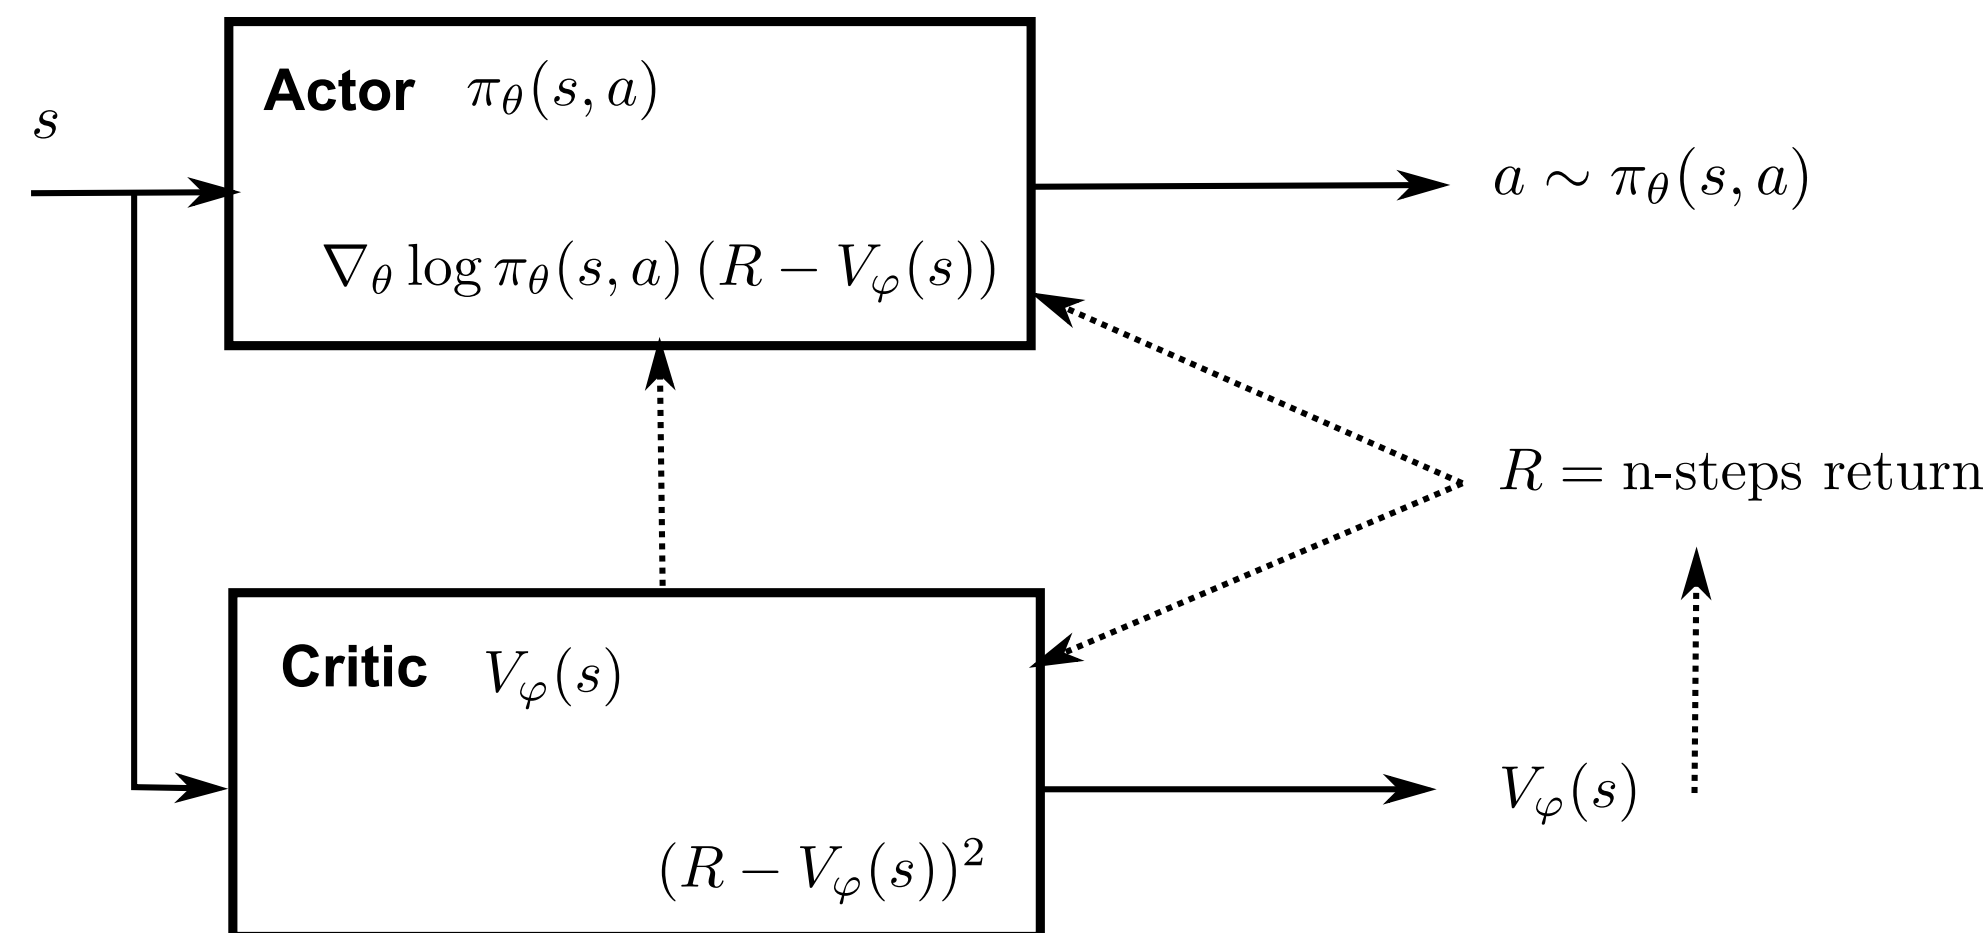 s
Actor π_θ(s, a)
∇_θ log π_θ(s, a) (R − V_φ(s))
a ∼ π_θ(s, a)
R = n-steps return
Critic V_φ(s)
(R − V_φ(s))²
V_φ(s)